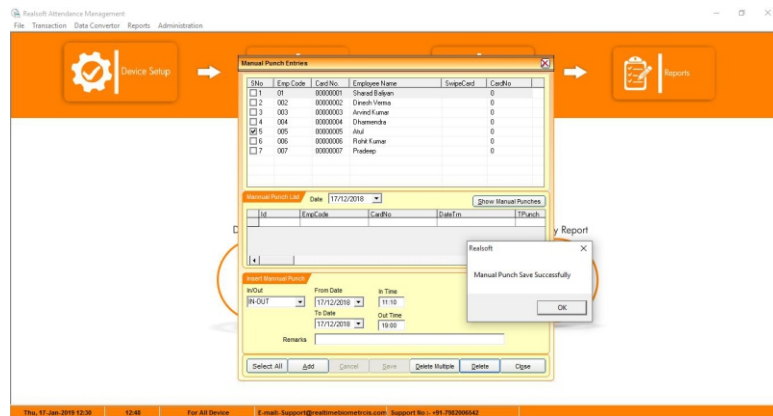 Realsoft Attendance Management
File Transaction Data Convertor Reports Administration
Device Setup
Reports
Manual Punch Entries
SNo Emp Code Card No. Employee Name SwipeCard CardNo
1 01 00000001 Sharad Baliyan 0
2 002 00000002 Dinesh Verma 0
3 003 00000003 Arvind Kumar 0
4 004 00000004 Dharmendra 0
5 005 00000005 Atul 0
6 006 00000006 Rohit Kumar 0
7 007 00000007 Pradeep 0
Mannual Punch List Date 17/12/2018 Show Manual Punches
Id EmpCode CardNo DateTrn TPunch
D
y Report
Realsoft
Manual Punch Save Successfully
OK
Insert Mannual Punch
In/Out From Date In Time
IN-OUT 17/12/2018 11:10
To Date Out Time
17/12/2018 19:00
Remarks
Select All Add Cancel Save Delete Multiple Delete Close
Thu, 17-Jan-2019 12:30 12:48 For All Device E-mail:-Support@realtimebiometrcis.com Support No :- +91-7982006542